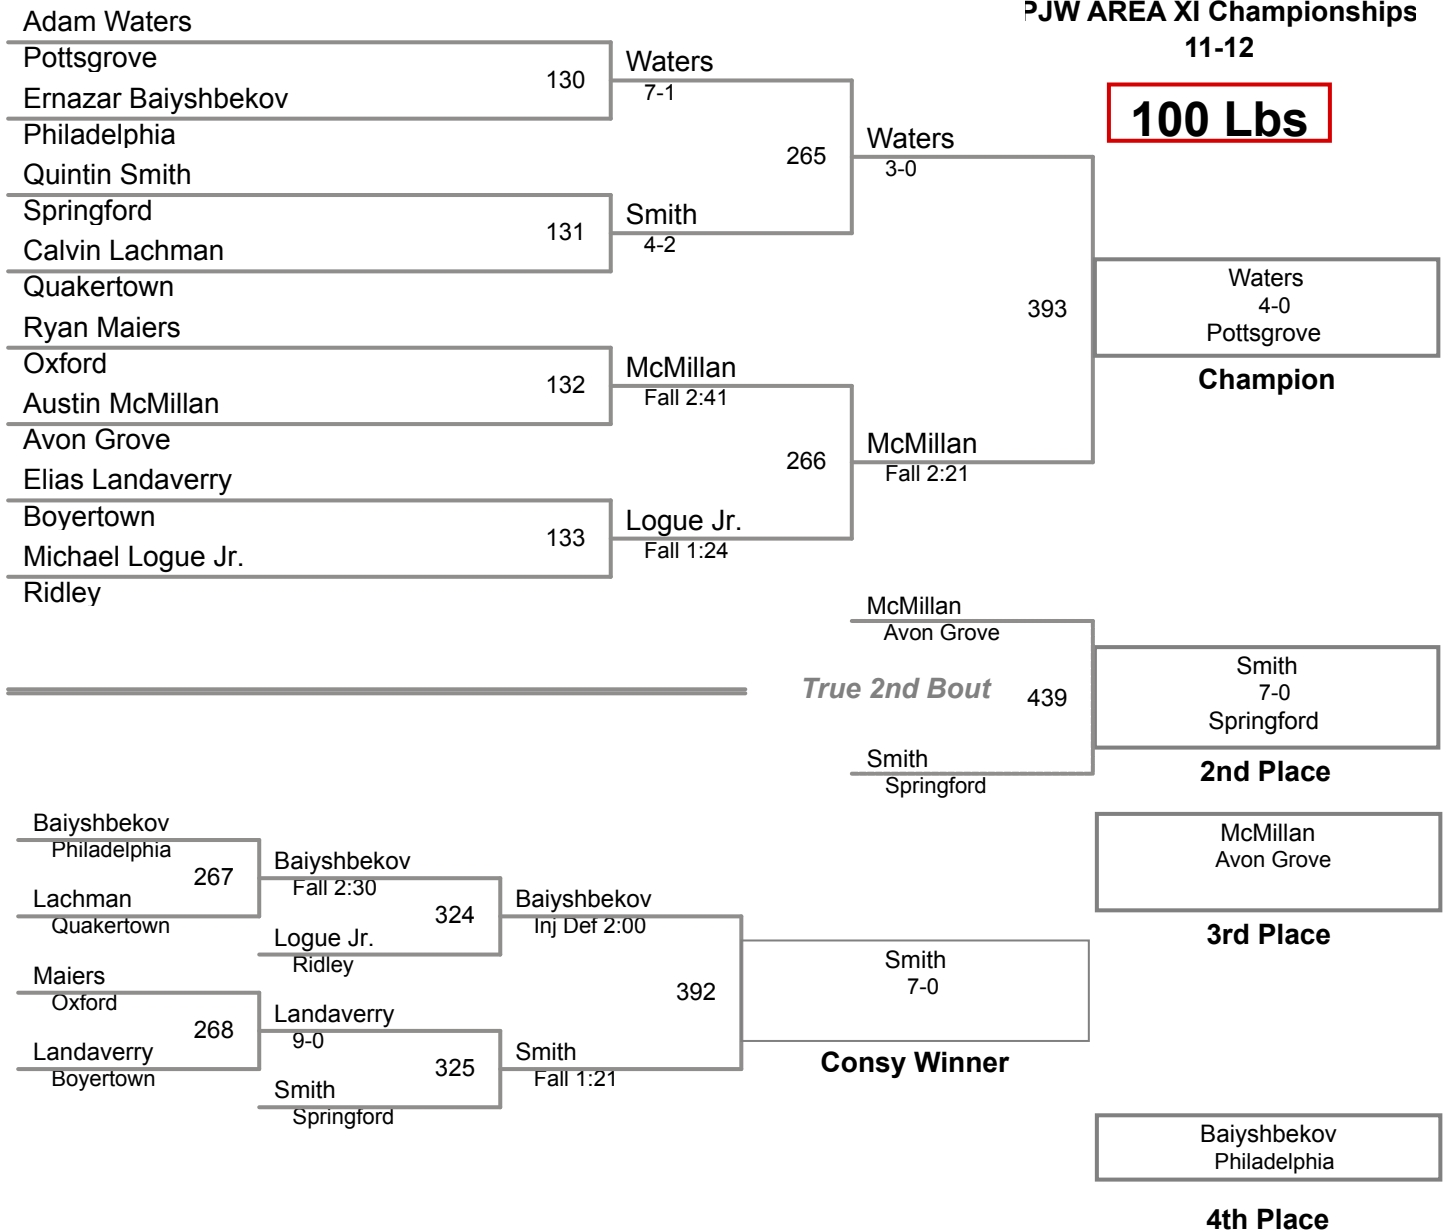 PJW AREA XI Championships
11-12
100 Lbs
Adam Waters
Pottsgrove
130
Ernazar Baiyshbekov
Philadelphia
Quintin Smith
Springford
131
Calvin Lachman
Quakertown
Ryan Maiers
Oxford
132
Austin McMillan
Avon Grove
Elias Landaverry
Boyertown
133
Michael Logue Jr.
Ridley
Waters
7-1
265
Smith
4-2
McMillan
Fall 2:41
266
Logue Jr.
Fall 1:24
Waters
3-0
393
McMillan
Fall 2:21
Waters
4-0
Pottsgrove
Champion
McMillan
Avon Grove
True 2nd Bout
439
Smith
Springford
Smith
7-0
Springford
2nd Place
Baiyshbekov
Philadelphia
267
Lachman
Quakertown
Maiers
Oxford
268
Landaverry
Boyertown
Baiyshbekov
Fall 2:30
324
Logue Jr.
Ridley
Landaverry
9-0
325
Smith
Springford
Baiyshbekov
Inj Def 2:00
392
Smith
Fall 1:21
Smith
7-0
Consy Winner
McMillan
Avon Grove
3rd Place
Baiyshbekov
Philadelphia
4th Place